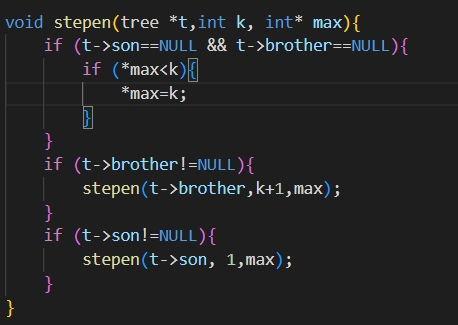 void stepen(tree *t,int k, int* max){
    if (t->son==NULL && t->brother==NULL){
        if (*max<k){
            *max=k;
        }
    }
    if (t->brother!=NULL){
        stepen(t->brother,k+1,max);
    }
    if (t->son!=NULL){
        stepen(t->son, 1,max);
    }
}